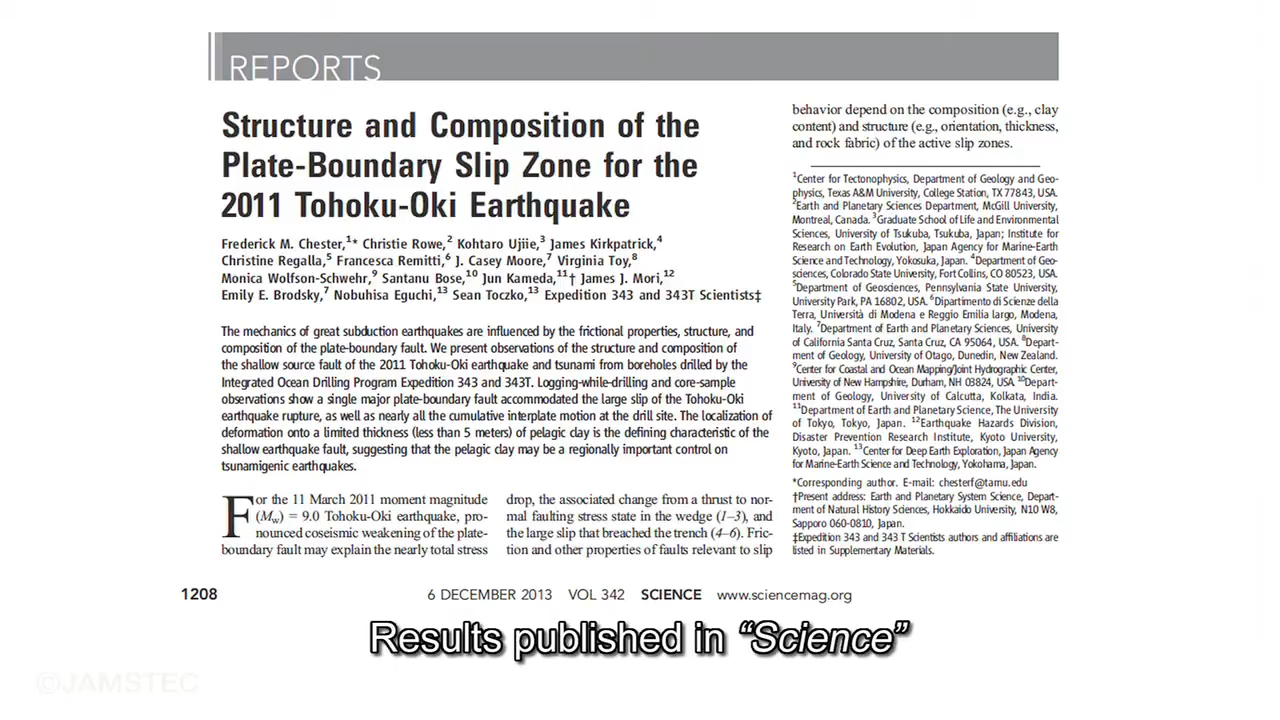 REPORTS
Structure and Composition of the
Plate-Boundary Slip Zone for the
2011 Tohoku-Oki Earthquake
Frederick M. Chester,1* Christie Rowe,2 Kohtaro Ujiie,3 James Kirkpatrick,4
Christine Regalla,5 Francesca Remitti,6 J. Casey Moore,7 Virginia Toy,8
Monica Wolfson-Schwehr,9 Santanu Bose,10 Jun Kameda,11† James J. Mori,12
Emily E. Brodsky,7 Nobuhisa Eguchi,13 Sean Toczko,13 Expedition 343 and 343T Scientists‡
The mechanics of great subduction earthquakes are influenced by the frictional properties, structure, and
composition of the plate-boundary fault. We present observations of the structure and composition of
the shallow source fault of the 2011 Tohoku-Oki earthquake and tsunami from boreholes drilled by the
Integrated Ocean Drilling Program Expedition 343 and 343T. Logging-while-drilling and core-sample
observations show a single major plate-boundary fault accommodated the large slip of the Tohoku-Oki
earthquake rupture, as well as nearly all the cumulative interplate motion at the drill site. The localization of
deformation onto a limited thickness (less than 5 meters) of pelagic clay is the defining characteristic of the
shallow earthquake fault, suggesting that the pelagic clay may be a regionally important control on
tsunamigenic earthquakes.
For the 11 March 2011 moment magnitude
(Mw) = 9.0 Tohoku-Oki earthquake, pro-
nounced coseismic weakening of the plate-
boundary fault may explain the nearly total stress
drop, the associated change from a thrust to nor-
mal faulting stress state in the wedge (1–3), and
the large slip that breached the trench (4–6). Fric-
tion and other properties of faults relevant to slip
behavior depend on the composition (e.g., clay
content) and structure (e.g., orientation, thickness,
and rock fabric) of the active slip zones.
1Center for Tectonophysics, Department of Geology and Geo-
physics, Texas A&M University, College Station, TX 77843, USA.
2Earth and Planetary Sciences Department, McGill University,
Montreal, Canada. 3Graduate School of Life and Environmental
Sciences, University of Tsukuba, Tsukuba, Japan; Institute for
Research on Earth Evolution, Japan Agency for Marine-Earth
Science and Technology, Yokosuka, Japan. 4Department of Geo-
sciences, Colorado State University, Fort Collins, CO 80523, USA.
5Department of Geosciences, Pennsylvania State University,
University Park, PA 16802, USA. 6Dipartimento di Scienze della
Terra, Università di Modena e Reggio Emilia largo, Modena,
Italy. 7Department of Earth and Planetary Sciences, University
of California Santa Cruz, Santa Cruz, CA 95064, USA. 8Depart-
ment of Geology, University of Otago, Dunedin, New Zealand.
9Center for Coastal and Ocean Mapping/Joint Hydrographic Center,
University of New Hampshire, Durham, NH 03824, USA 10Depart-
ment of Geology, University of Calcutta, Kolkata, India.
11Department of Earth and Planetary Science, The University
of Tokyo, Tokyo, Japan. 12Earthquake Hazards Division,
Disaster Prevention Research Institute, Kyoto University,
Kyoto, Japan. 13Center for Deep Earth Exploration, Japan Agency
for Marine-Earth Science and Technology, Yokohama, Japan.
*Corresponding author. E-mail: chesterf@tamu.edu
†Present address: Earth and Planetary System Science, Depart-
ment of Natural History Sciences, Hokkaido University, N10 W8,
Sapporo 060-0810, Japan.
‡Expedition 343 and 343 T Scientists authors and affiliations are
listed in Supplementary Materials.
1208 6 DECEMBER 2013 VOL 342 SCIENCE www.sciencemag.org
Results published in “Science”
©JAMSTEC